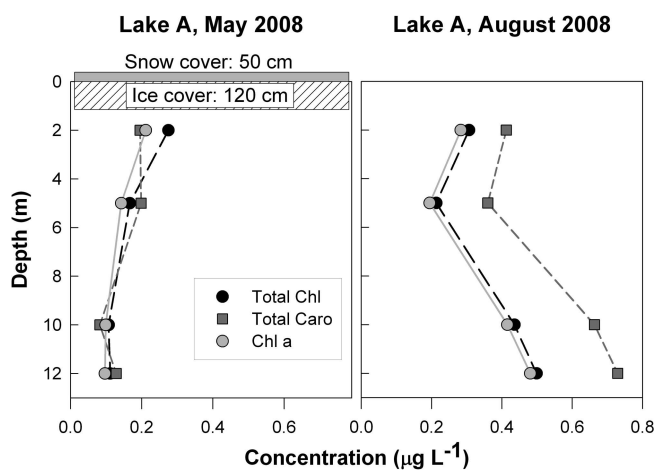 Lake A, May 2008
Lake A, August 2008
Snow cover: 50 cm
Ice cover: 120 cm
0
2
4
6
8
10
12
Depth (m)
Total Chl
Total Caro
Chl a
0.0
0.2
0.4
0.6
0.0
0.2
0.4
0.6
0.8
Concentration (μg L⁻¹)